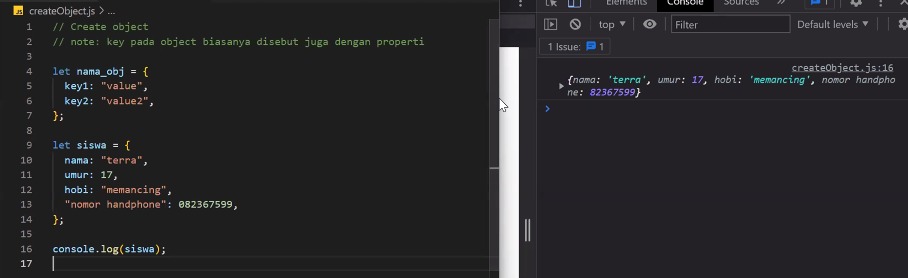 createObject.js > ...
1 // Create object
2 // note: key pada object biasanya disebut juga dengan properti
3
4 let nama_obj = {
5 key1: "value",
6 key2: "value2",
7 };
8
9 let siswa = {
10 nama: "terra",
11 umur: 17,
12 hobi: "memancing",
13 "nomor handphone": 082367599,
14 };
15
16 console.log(siswa);
17
Elements Console Sources » 1
top ▼ Filter Default levels ▼
1 Issue: 1
createObject.js:16
{nama: 'terra', umur: 17, hobi: 'memancing', nomor handpho
ne: 82367599}